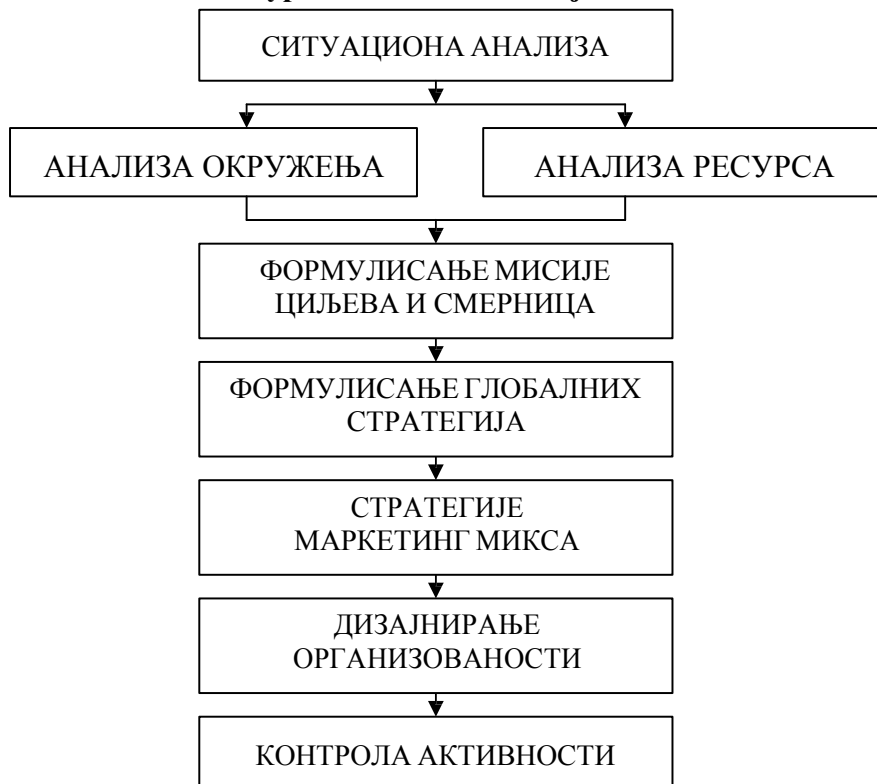 СИТУАЦИОНА АНАЛИЗА
АНАЛИЗА ОКРУЖЕЊА
АНАЛИЗА РЕСУРСА
ФОРМУЛИСАЊЕ МИСИЈЕ
ЦИЉЕВА И СМЕРНИЦА
ФОРМУЛИСАЊЕ ГЛОБАЛНИХ
СТРАТЕГИЈА
СТРАТЕГИЈЕ
МАРКЕТИНГ МИКСА
ДИЗАЈНИРАЊЕ
ОРГАНИЗОВАНОСТИ
КОНТРОЛА АКТИВНОСТИ